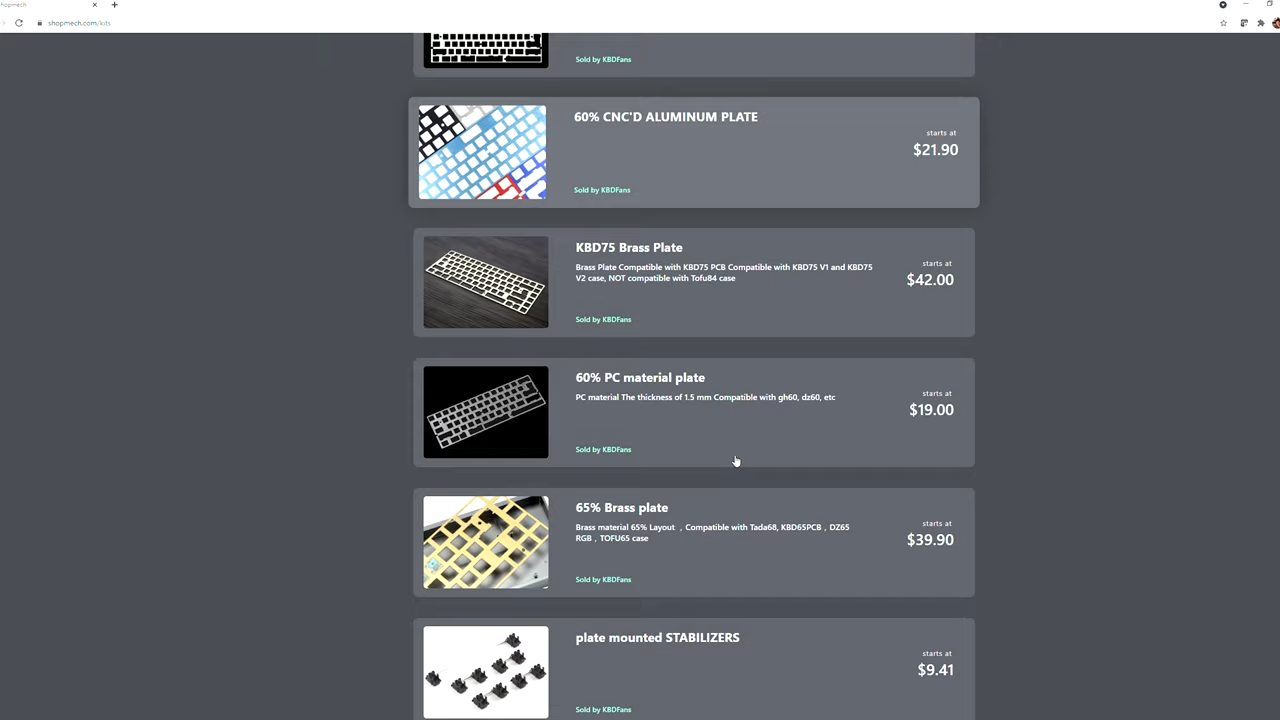 hopmech
shopmech.com/kits
Sold by KBDFans
60% CNC'D ALUMINUM PLATE
starts at
$21.90
Sold by KBDFans
KBD75 Brass Plate
Brass Plate Compatible with KBD75 PCB Compatible with KBD75 V1 and KBD75
V2 case, NOT compatible with Tofu84 case
starts at
$42.00
Sold by KBDFans
60% PC material plate
PC material The thickness of 1.5 mm Compatible with gh60, dz60, etc
starts at
$19.00
Sold by KBDFans
65% Brass plate
Brass material 65% Layout ，Compatible with Tada68, KBD65PCB，DZ65
RGB，TOFU65 case
starts at
$39.90
Sold by KBDFans
plate mounted STABILIZERS
starts at
$9.41
Sold by KBDFans